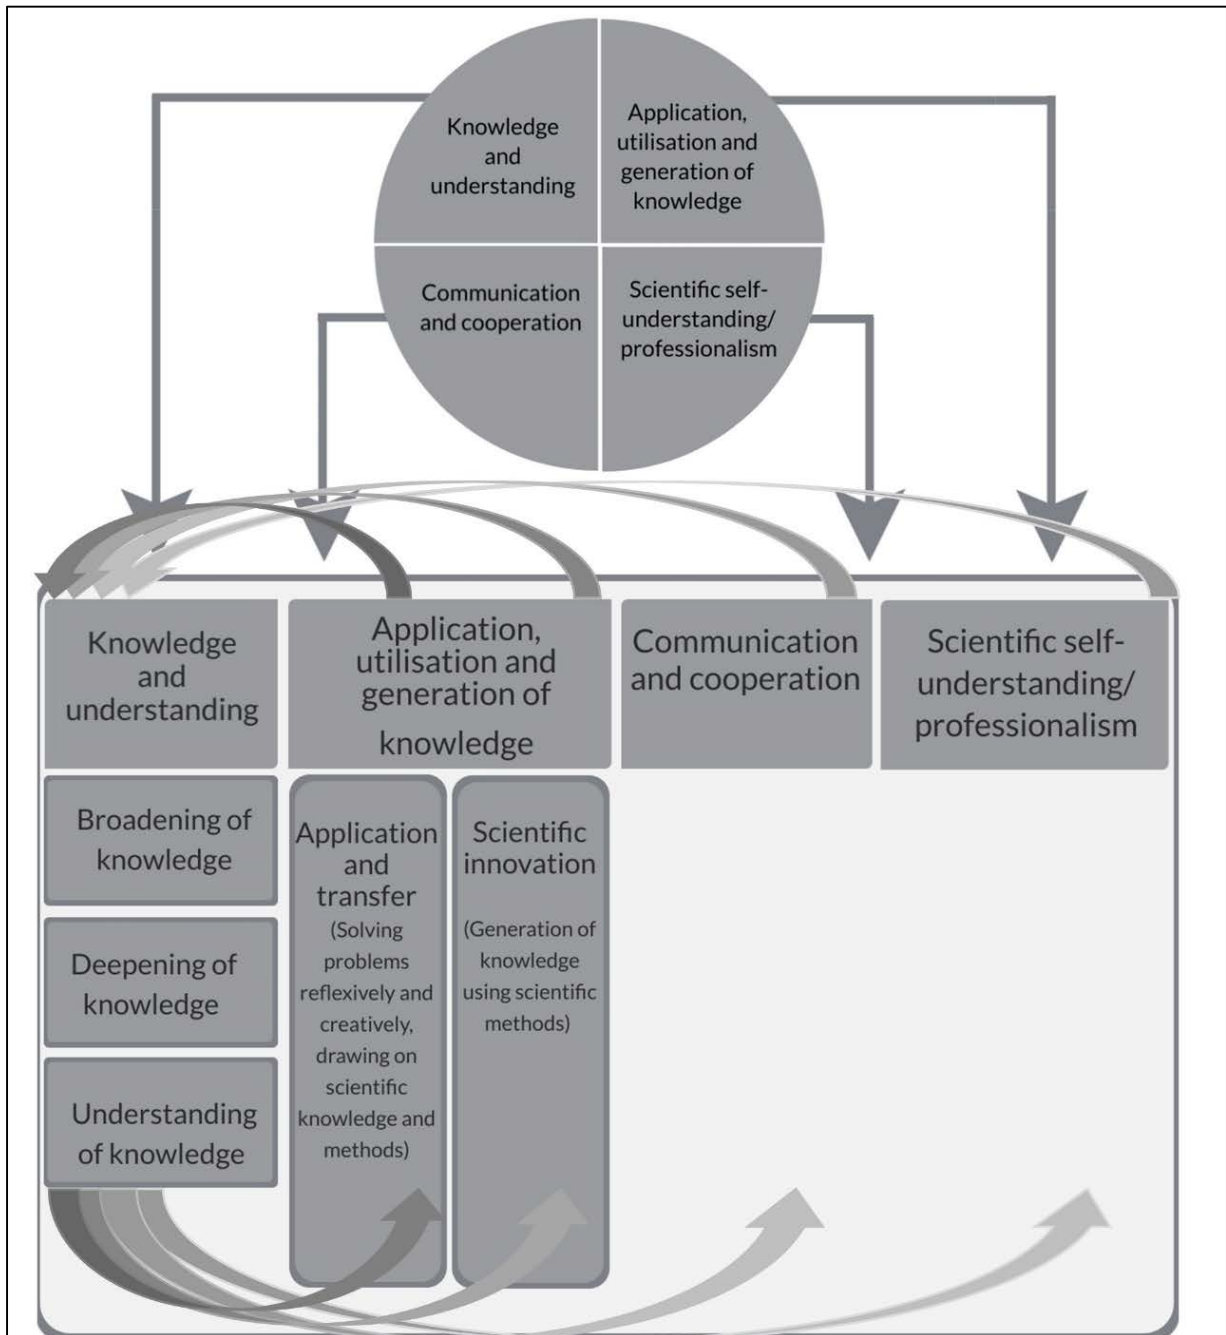 Knowledge
and
understanding
Application,
utilisation and
generation of
knowledge
Communication
and cooperation
Scientific self-
understanding/
professionalism
Knowledge
and
understanding
Application,
utilisation and
generation of
knowledge
Communication
and cooperation
Scientific self-
understanding/
professionalism
Broadening of
knowledge
Deepening of
knowledge
Understanding
of knowledge
Application
and
transfer
(Solving
problems
reflexively and
creatively,
drawing on
scientific
knowledge and
methods)
Scientific
innovation
(Generation of
knowledge
using scientific
methods)